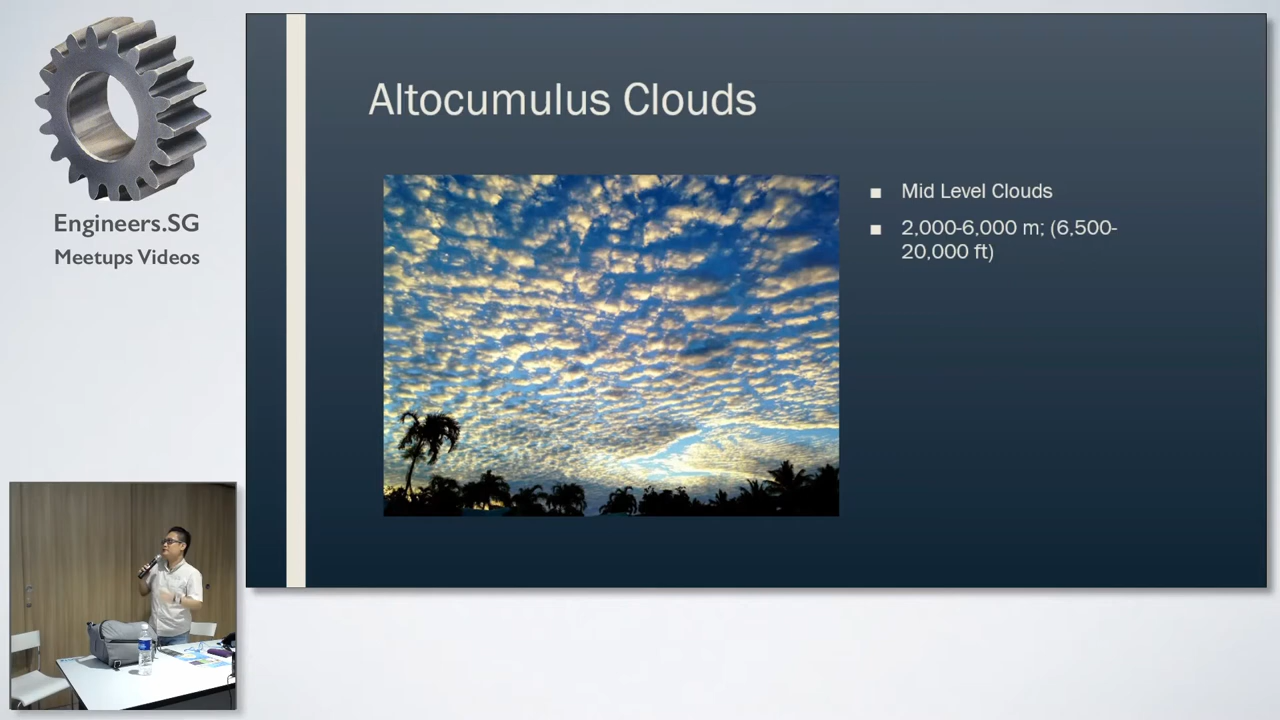 Engineers.SG
Meetups Videos
Altocumulus Clouds
Mid Level Clouds
2,000-6,000 m; (6,500-
20,000 ft)